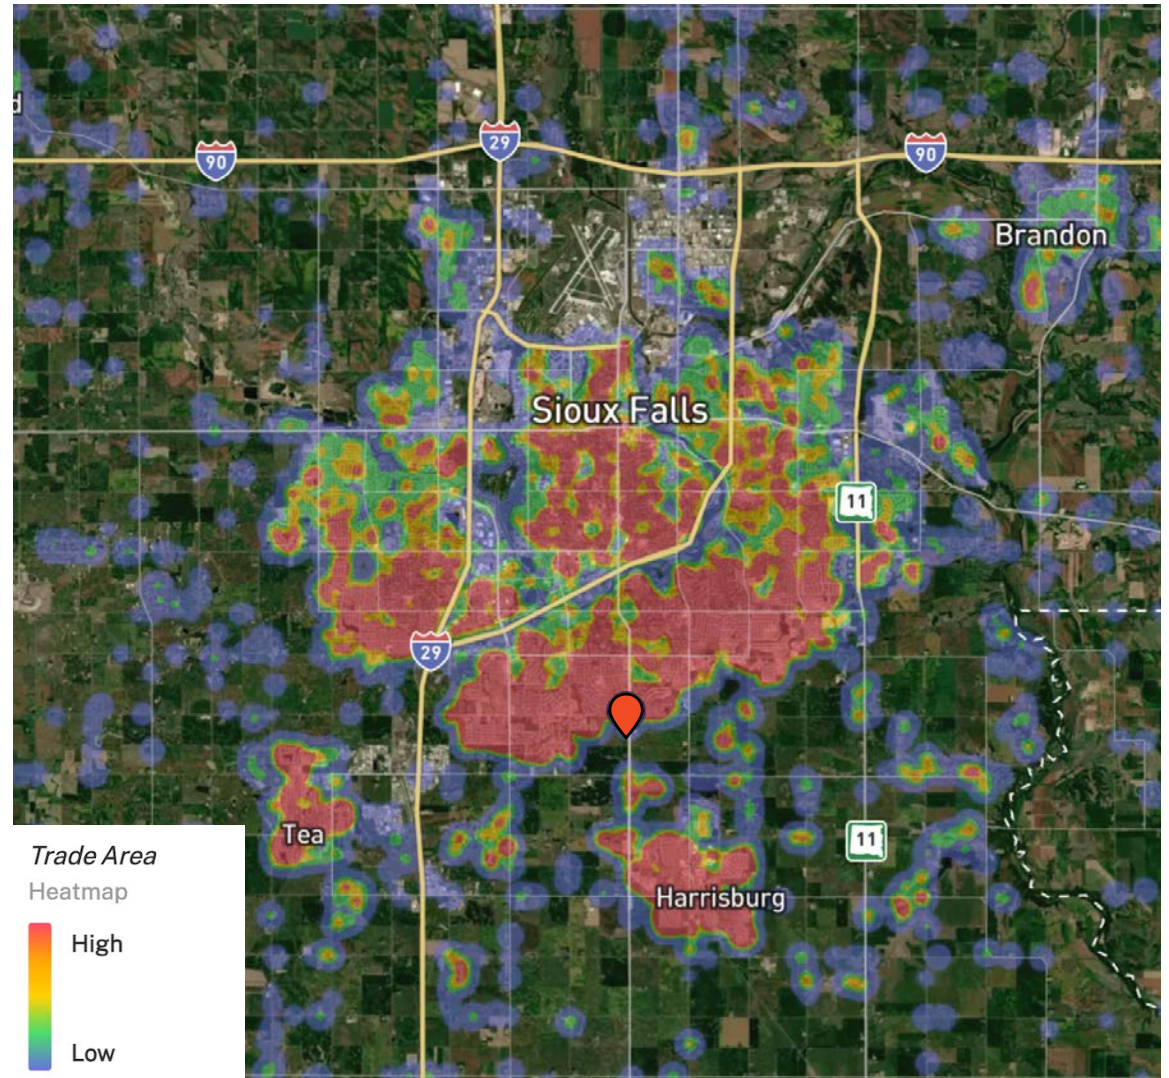 d
90
29
90
Brandon
Sioux Falls
11
29
Tea
11
Harrisburg
Trade Area
Heatmap
High
Low